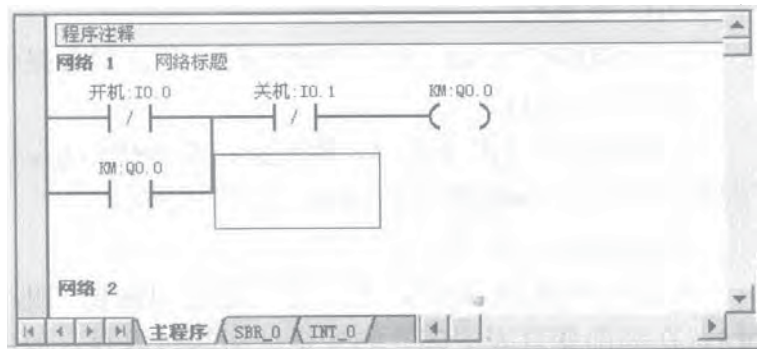 程序注释
网络 1 网络标题
开机:I0.0 关机:I0.1 KM:Q0.0
/ /
KM:Q0.0
网络 2
主程序 SBR_0 INT_0